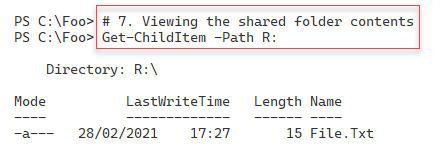 PS C:\Foo> # 7. Viewing the shared folder contents
PS C:\Foo> Get-ChildItem -Path R:
Directory: R:\
Mode LastWriteTime Length Name
---- ------------- ------ ----
-a--- 28/02/2021 17:27 15 File.Txt